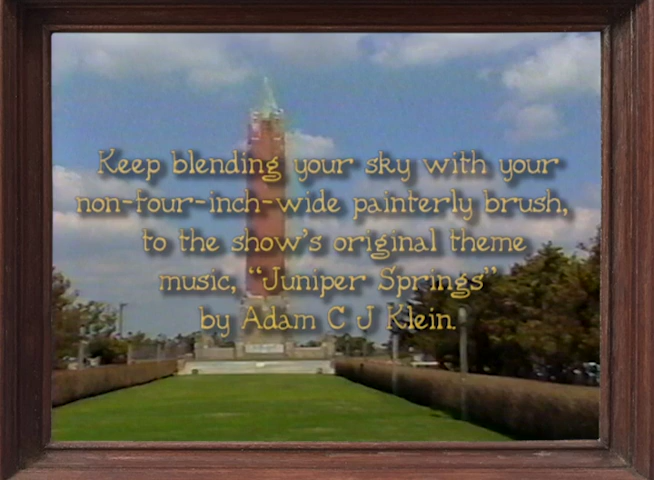 Keep blending your sky with your
non-four-inch-wide painterly brush,
to the show's original theme
music, “Juniper Springs”
by Adam C J Klein.